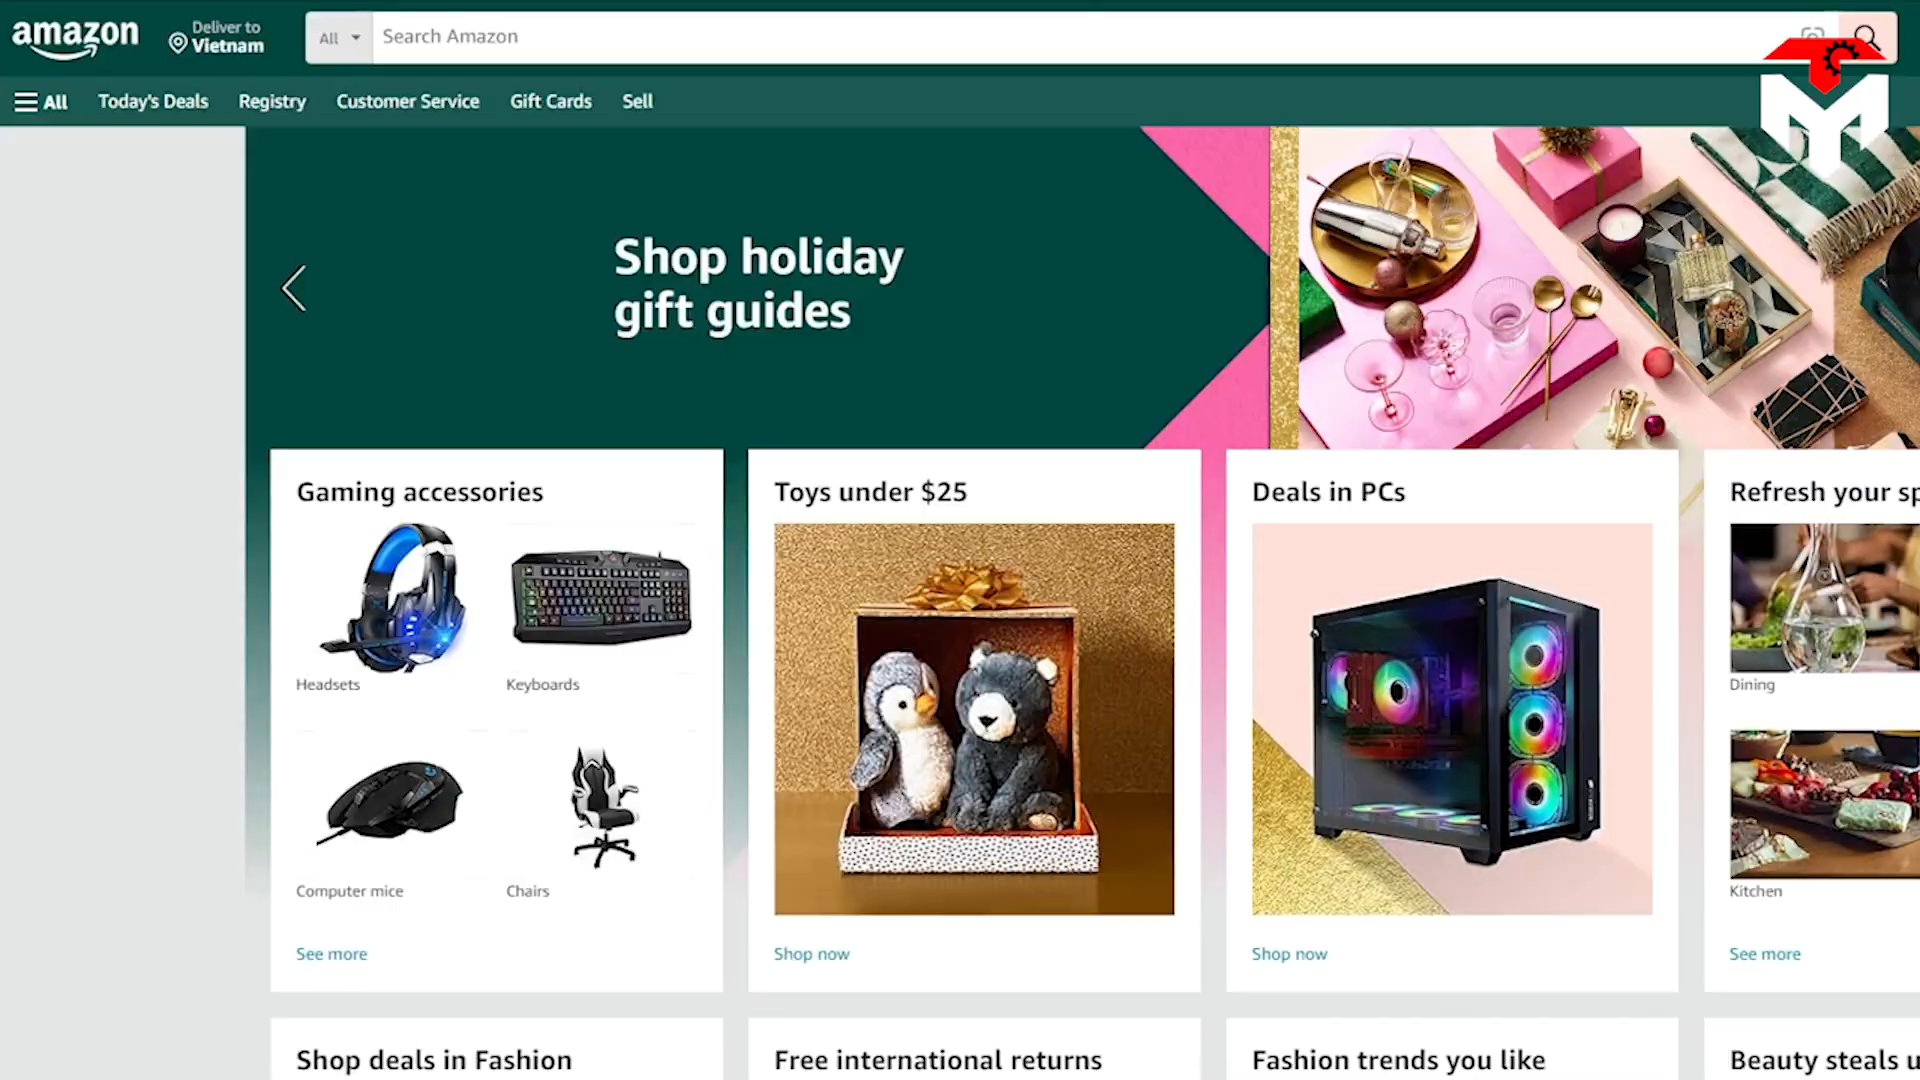 amazon
Deliver to
Vietnam
All
Search Amazon
All
Today's Deals
Registry
Customer Service
Gift Cards
Sell
Shop holiday
gift guides
Gaming accessories
Headsets
Keyboards
Computer mice
Chairs
See more
Toys under $25
Shop now
Deals in PCs
Shop now
Refresh your sp
Dining
Kitchen
See more
Shop deals in Fashion
Free international returns
Fashion trends you like
Beauty steals u